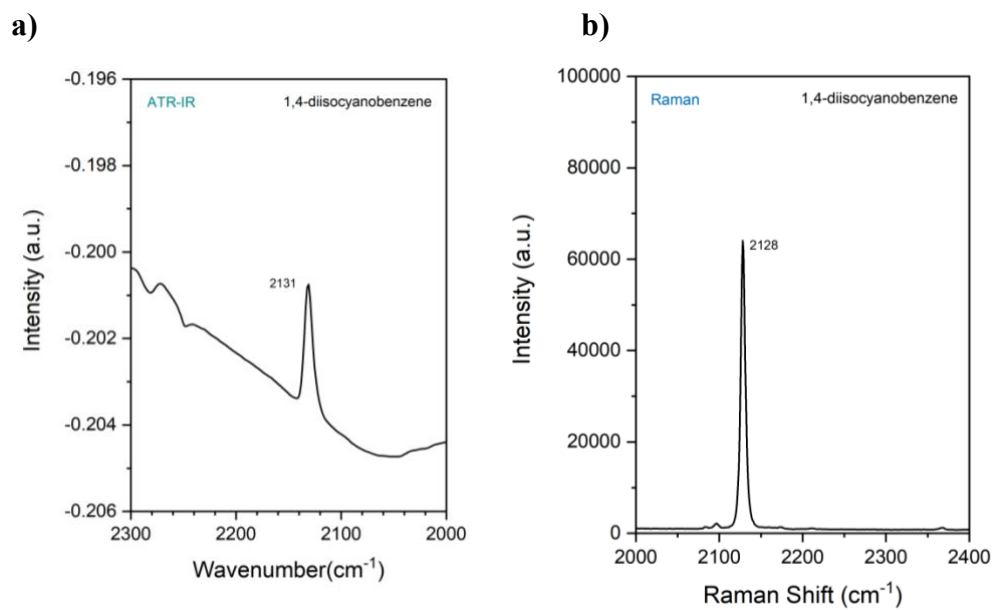 a)
b)
ATR-IR
1,4-diisocyanobenzene
-0.196
-0.198
-0.200
-0.202
-0.204
-0.206
Intensity (a.u.)
2131
2300
2200
2100
2000
Wavenumber(cm-1)
Raman
1,4-diisocyanobenzene
100000
80000
60000
40000
20000
0
Intensity (a.u.)
2128
2000
2100
2200
2300
2400
Raman Shift (cm-1)